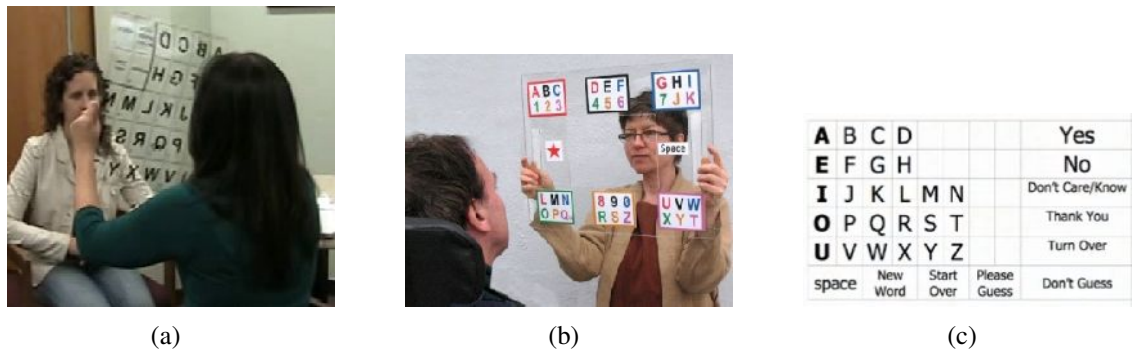 A B C D
F G H
J K L M N
P Q R S
V W X Y
(a)
A B C
1 2 3
D E F
4 5 6
G H I
7 J K
Space
L M N
O P Q
8 9 0
R S Z
U V W
X Y T
(b)
A B C D Yes
E F G H No
I J K L M N Don't Care/Know
O P Q R S T Thank You
U V W X Y Z Turn Over
space New Word Start Over Please Guess Don't Guess
(c)